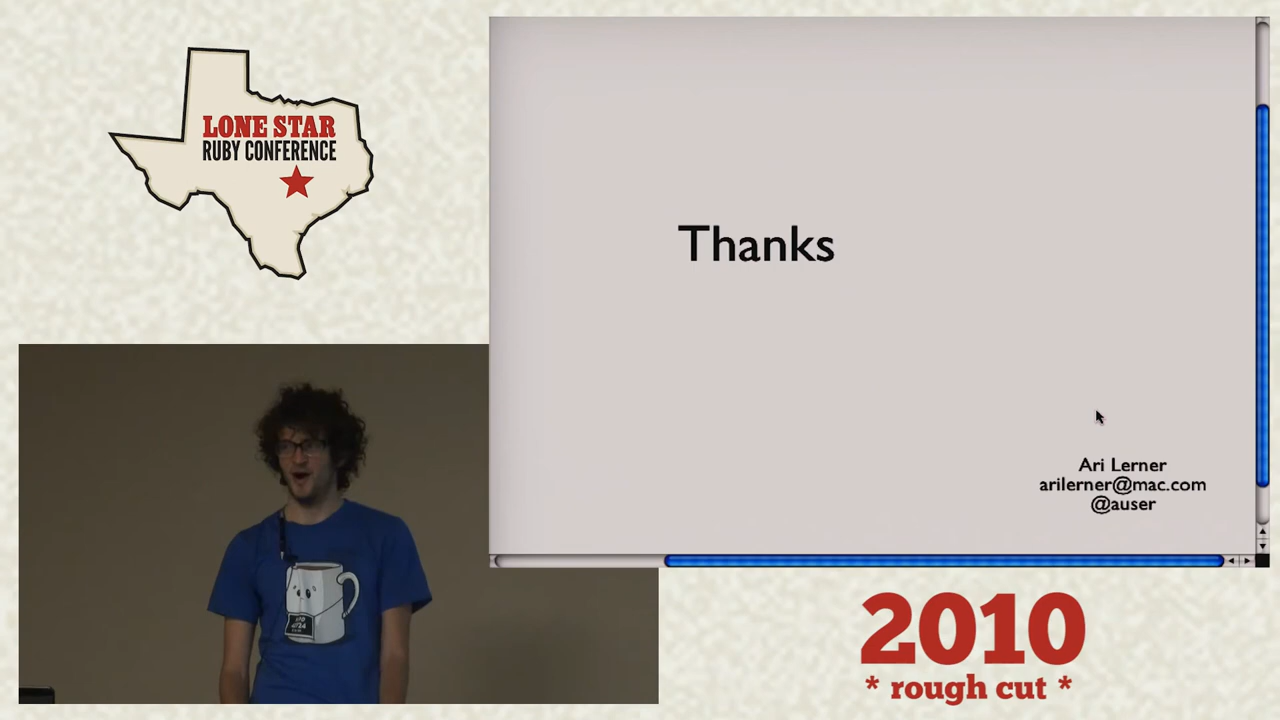 LONE STAR
RUBY CONFERENCE
Thanks
Ari Lerner
arilerner@mac.com
@auser
2010
* rough cut *